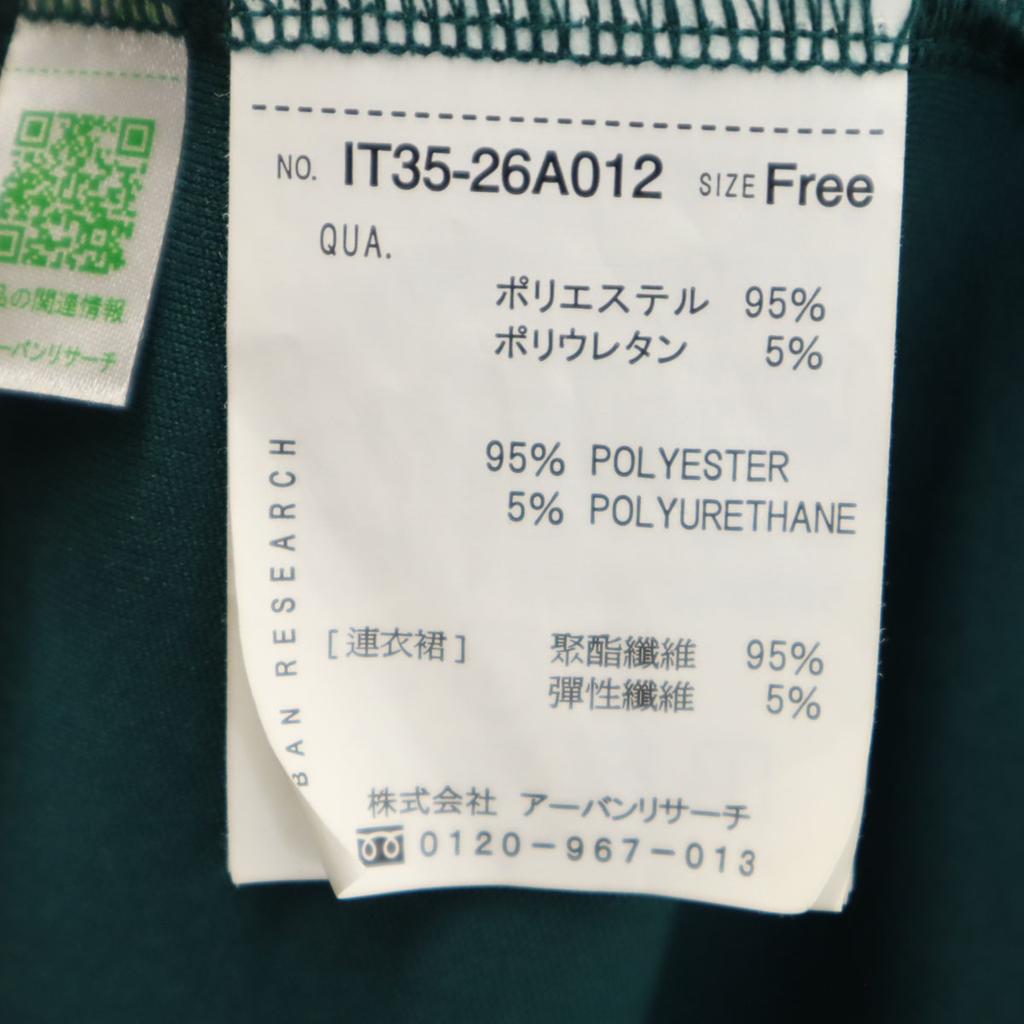 NO. IT35-26A012 SIZE Free
QUA.
ポリエステル 95%
ポリウレタン 5%
95% POLYESTER
5% POLYURETHANE
[連衣裙] 聚酯纖維 95%
彈性纖維 5%
BAN RESEARCH
株式会社 アーバンリサーチ
0120-967-013
の関連情報
ーバンリサーチ